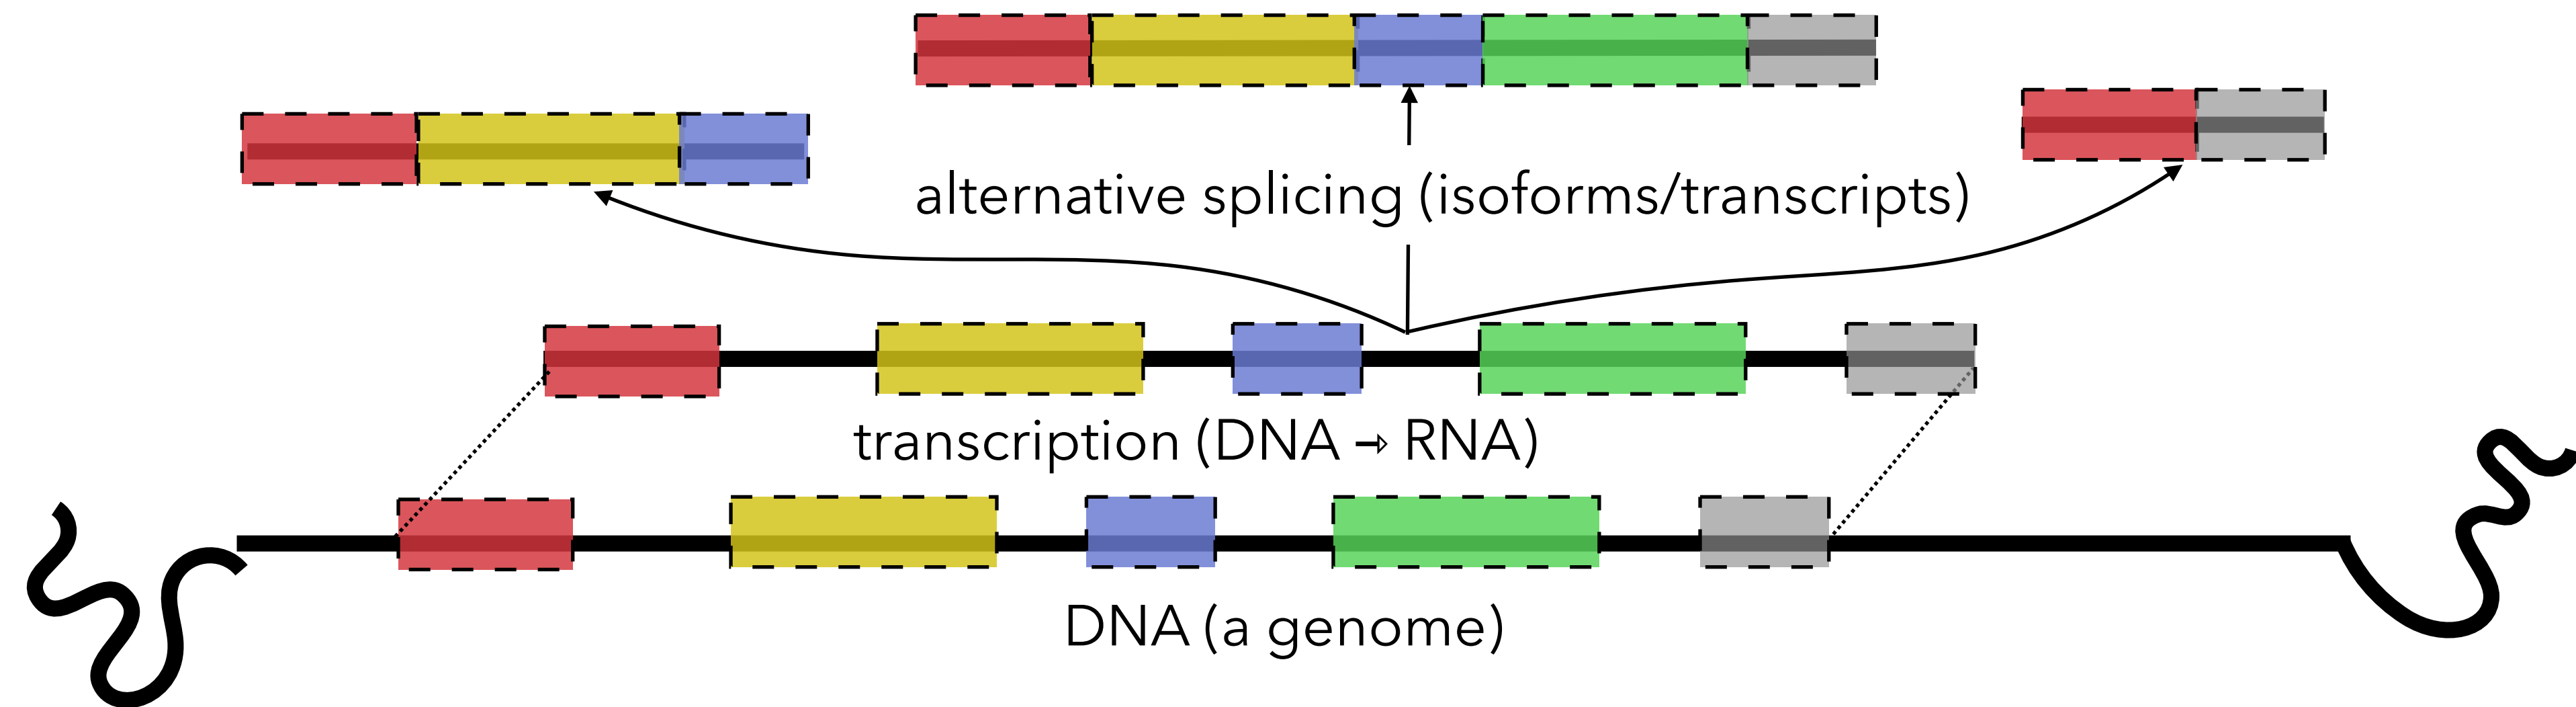 alternative splicing (isoforms/transcripts)
transcription (DNA → RNA)
DNA (a genome)